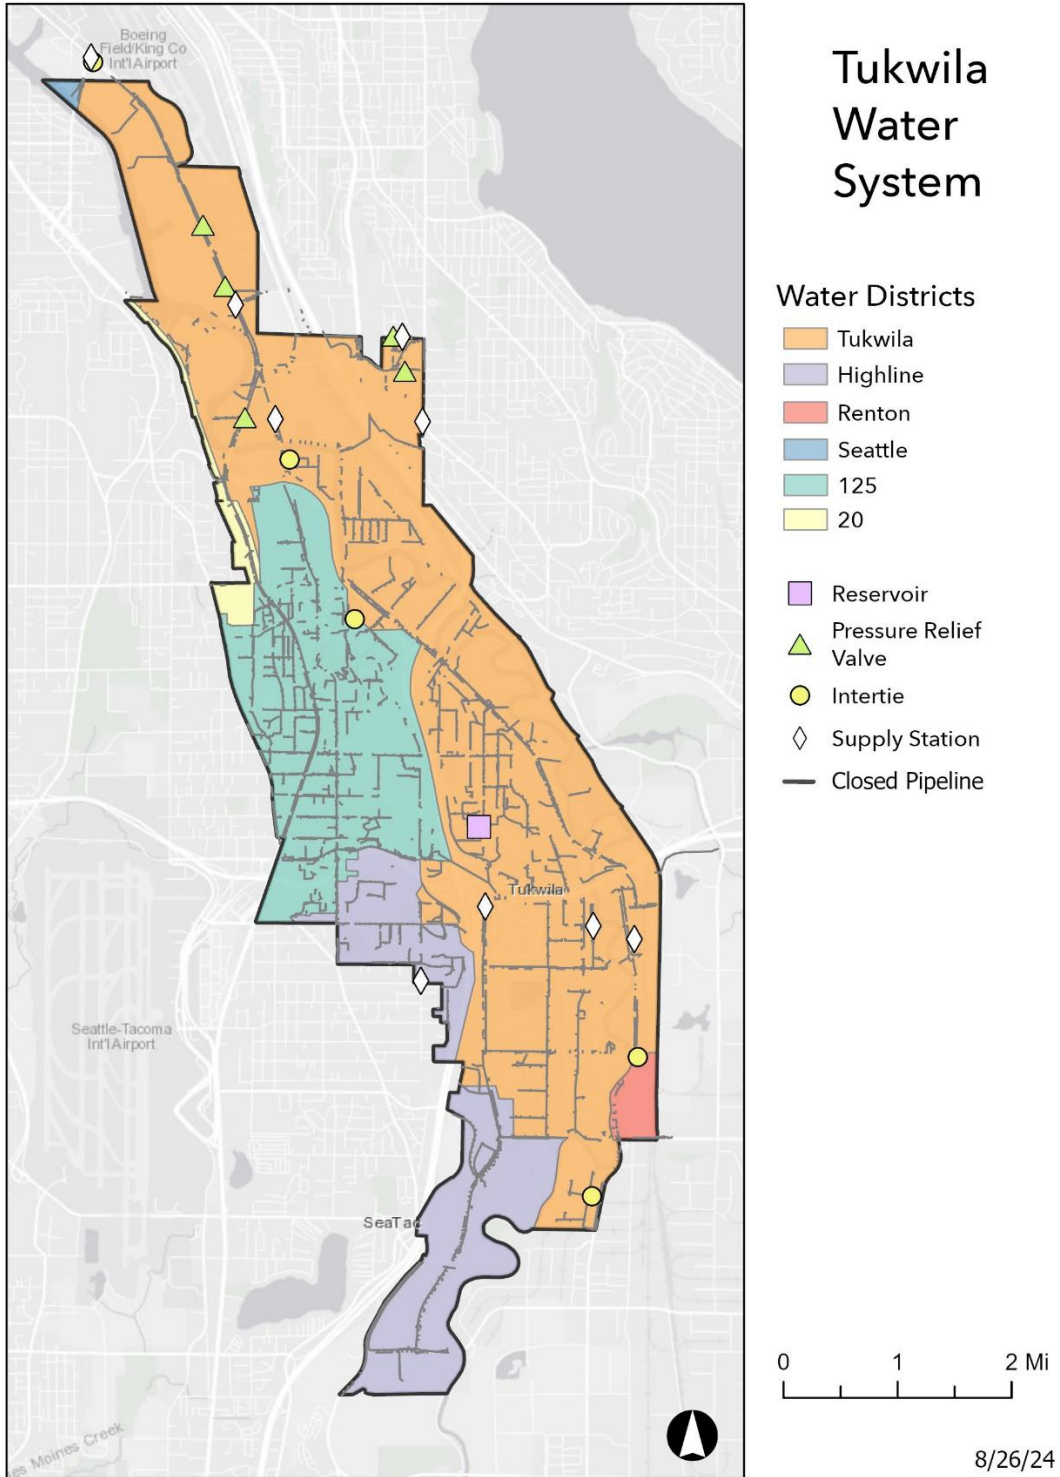 Boeing
Field/King Co
Int'l Airport
Tukwila
Seattle-Tacoma
Int'l Airport
SeaTac
es Moines Creek
Tukwila
Water
System
Water Districts
Tukwila
Highline
Renton
Seattle
125
20
Reservoir
Pressure Relief
Valve
Intertie
Supply Station
Closed Pipeline
0 1 2 Mi
8/26/24